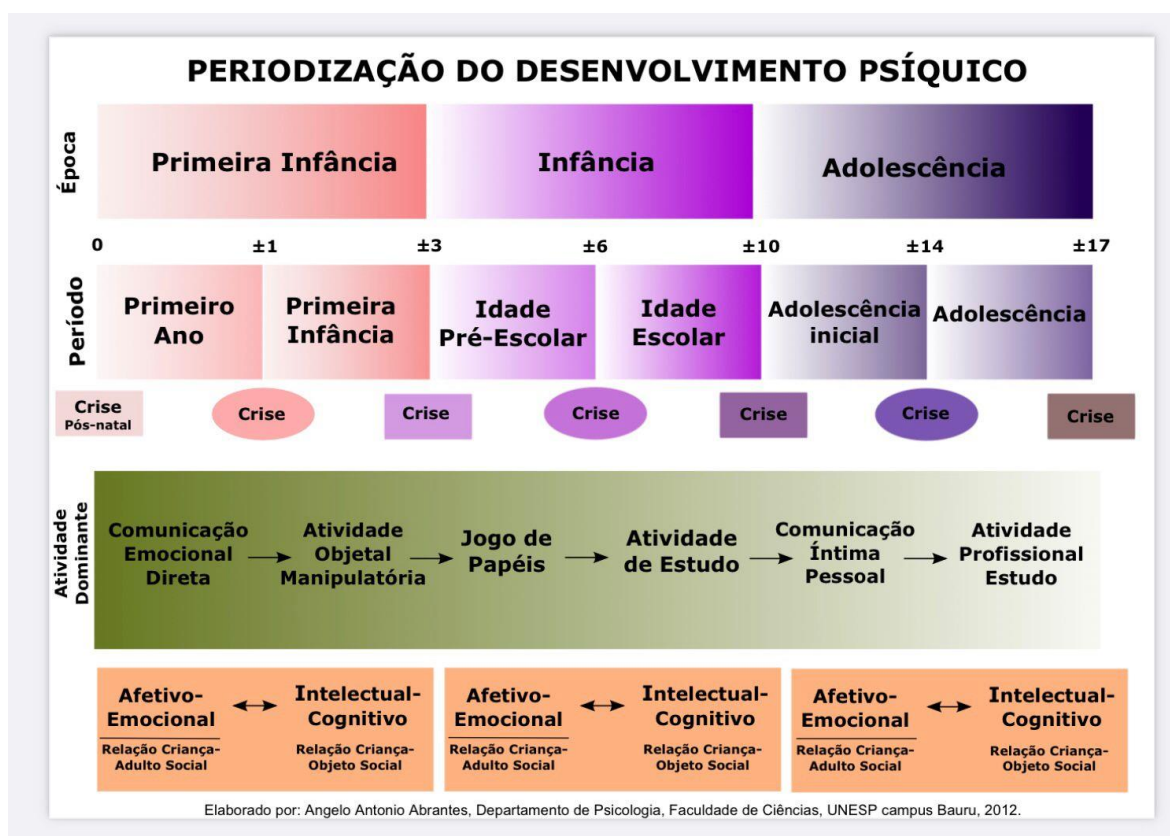 PERIODIZAÇÃO DO DESENVOLVIMENTO PSÍQUICO
Época
Primeira Infância
Infância
Adolescência
0
±1
±3
±6
±10
±14
±17
Período
Primeiro
Ano
Primeira
Infância
Idade
Pré-Escolar
Idade
Escolar
Adolescência
inicial
Adolescência
Crise
Pós-natal
Crise
Crise
Crise
Crise
Crise
Crise
Atividade
Dominante
Comunicação
Emocional
Direta
Atividade
Objetal
Manipulatória
Jogo de
Papéis
Atividade
de Estudo
Comunicação
Íntima
Pessoal
Atividade
Profissional
Estudo
Afetivo-
Emocional
Relação Criança-
Adulto Social
Intelectual-
Cognitivo
Relação Criança-
Objeto Social
Afetivo-
Emocional
Relação Criança-
Adulto Social
Intelectual-
Cognitivo
Relação Criança-
Objeto Social
Afetivo-
Emocional
Relação Criança-
Adulto Social
Intelectual-
Cognitivo
Relação Criança-
Objeto Social
Elaborado por: Angelo Antonio Abrantes, Departamento de Psicologia, Faculdade de Ciências, UNESP campus Bauru, 2012.